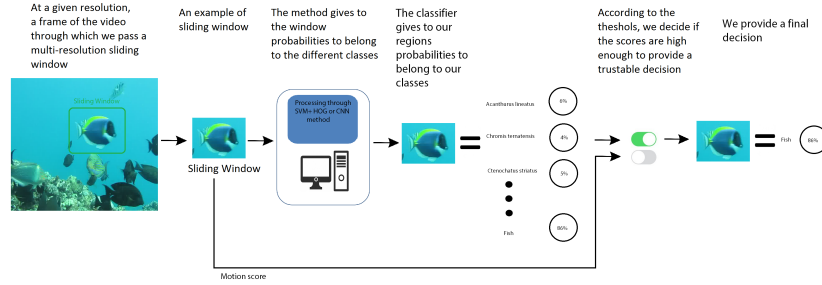 At a given resolution,
a frame of the video
through which we pass a
multi-resolution sliding
window
An example of
sliding window
The method gives to
the window
probabilities to belong
to the different classes
The classifier
gives to our
regions
probabilities to
belong to our
classes
According to the
theshols, we decide if
the scores are high
enough to provide a
trustable decision
We provide a final
decision
Sliding Window
Sliding Window
Processing through
SVM+ HOG or CNN
method
Acanthurus lineatus
6%
Chromis ternatensis
4%
Ctenochatus striatus
5%
Fish
86%
Fish
86%
Motion score